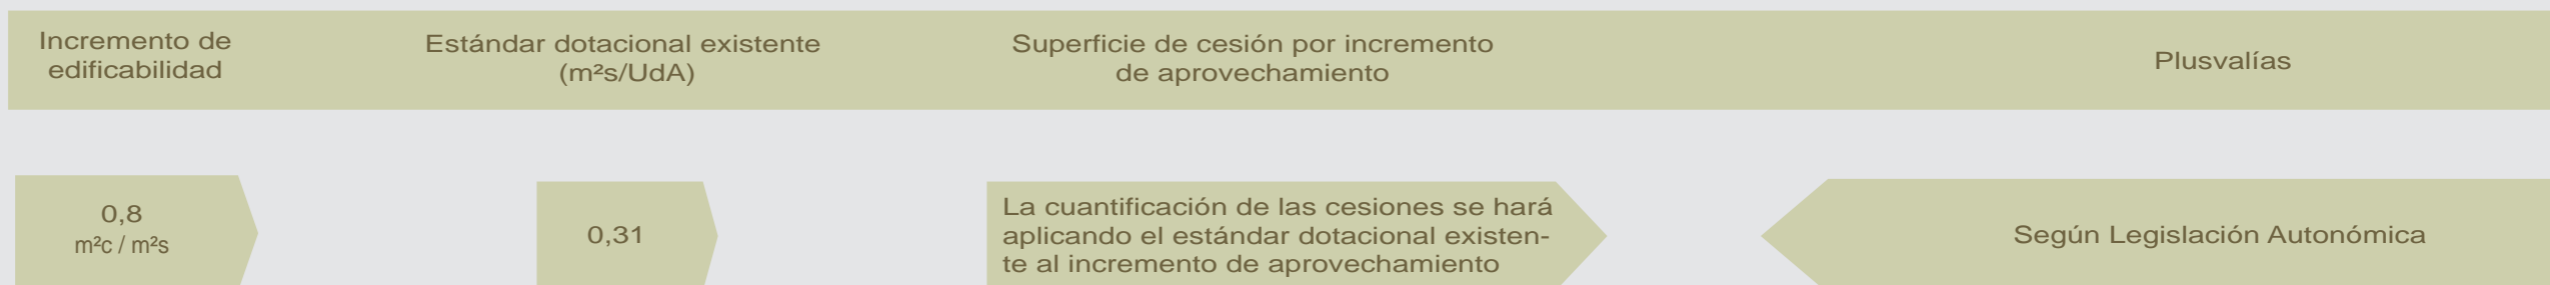 Incremento de
edificabilidad
Estándar dotacional existente
(m²s/UdA)
Superficie de cesión por incremento
de aprovechamiento
Plusvalías
0,8
m²c / m²s
0,31
La cuantificación de las cesiones se hará
aplicando el estándar dotacional existen-
te al incremento de aprovechamiento
Según Legislación Autonómica